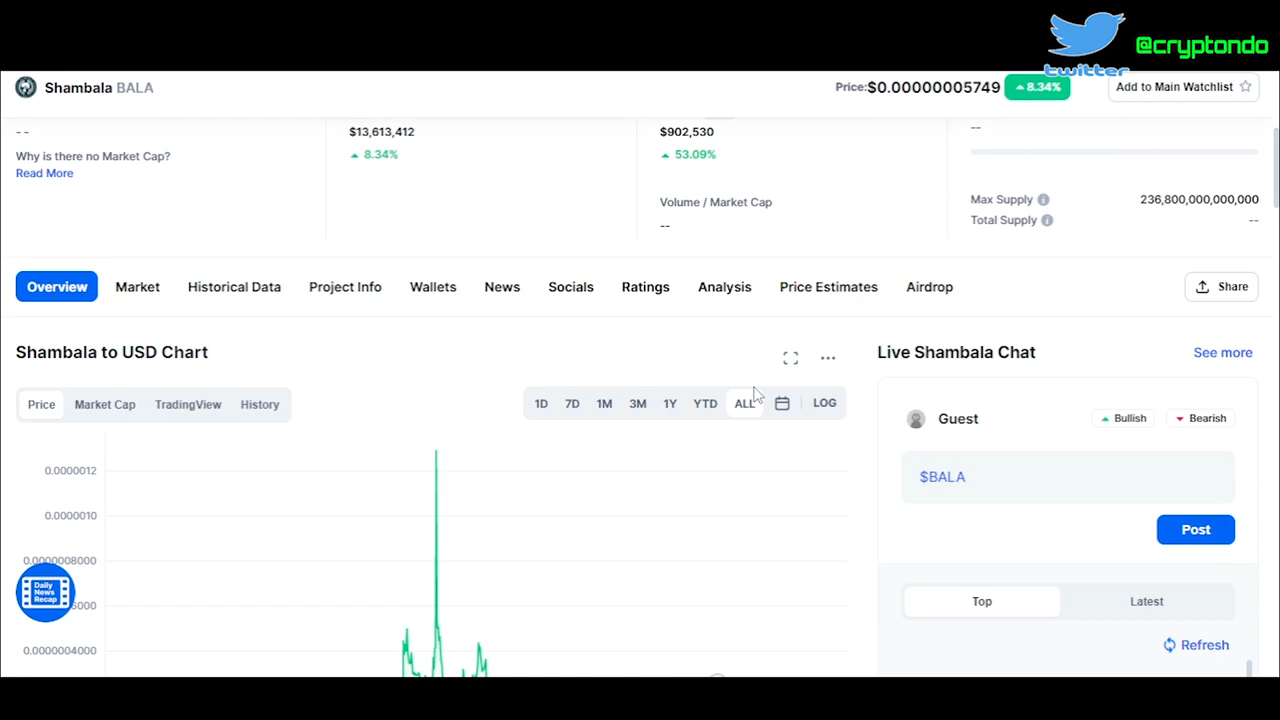 @cryptondo
twitter
Shambala BALA
Price:$0.00000005749
8.34%
Add to Main Watchlist
- -
$13,613,412
$902,530
--
Why is there no Market Cap?
8.34%
53.09%
Read More
Volume / Market Cap
--
Max Supply
236,800,000,000,000
Total Supply
--
Overview
Market
Historical Data
Project Info
Wallets
News
Socials
Ratings
Analysis
Price Estimates
Airdrop
Share
Shambala to USD Chart
Live Shambala Chat
See more
Price
Market Cap
TradingView
History
1D
7D
1M
3M
1Y
YTD
ALL
LOG
Guest
Bullish
Bearish
$BALA
Post
Top
Latest
Refresh
0.0000012
0.0000010
0.0000008000
Daily
News
Recap
0.0000004000